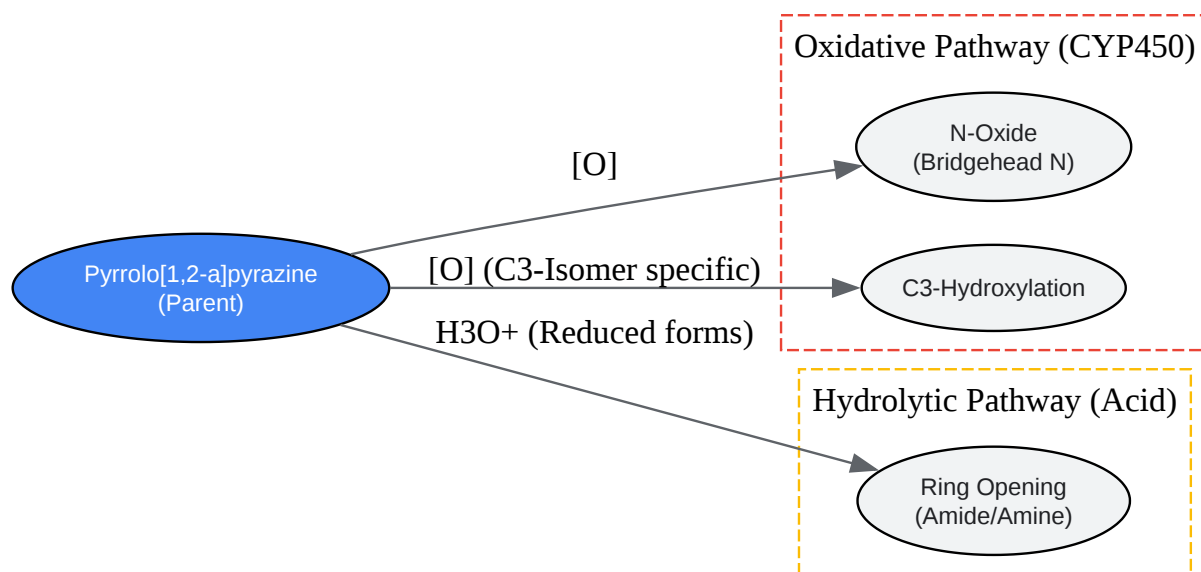 Oxidative Pathway (CYP450)
N-Oxide
(Bridgehead N)
[O]
Pyrrolo[1,2-a]pyrazine
(Parent)
[O] (C3-Isomer specific)
C3-Hydroxylation
H3O+ (Reduced forms)
Hydrolytic Pathway (Acid)
Ring Opening
(Amide/Amine)